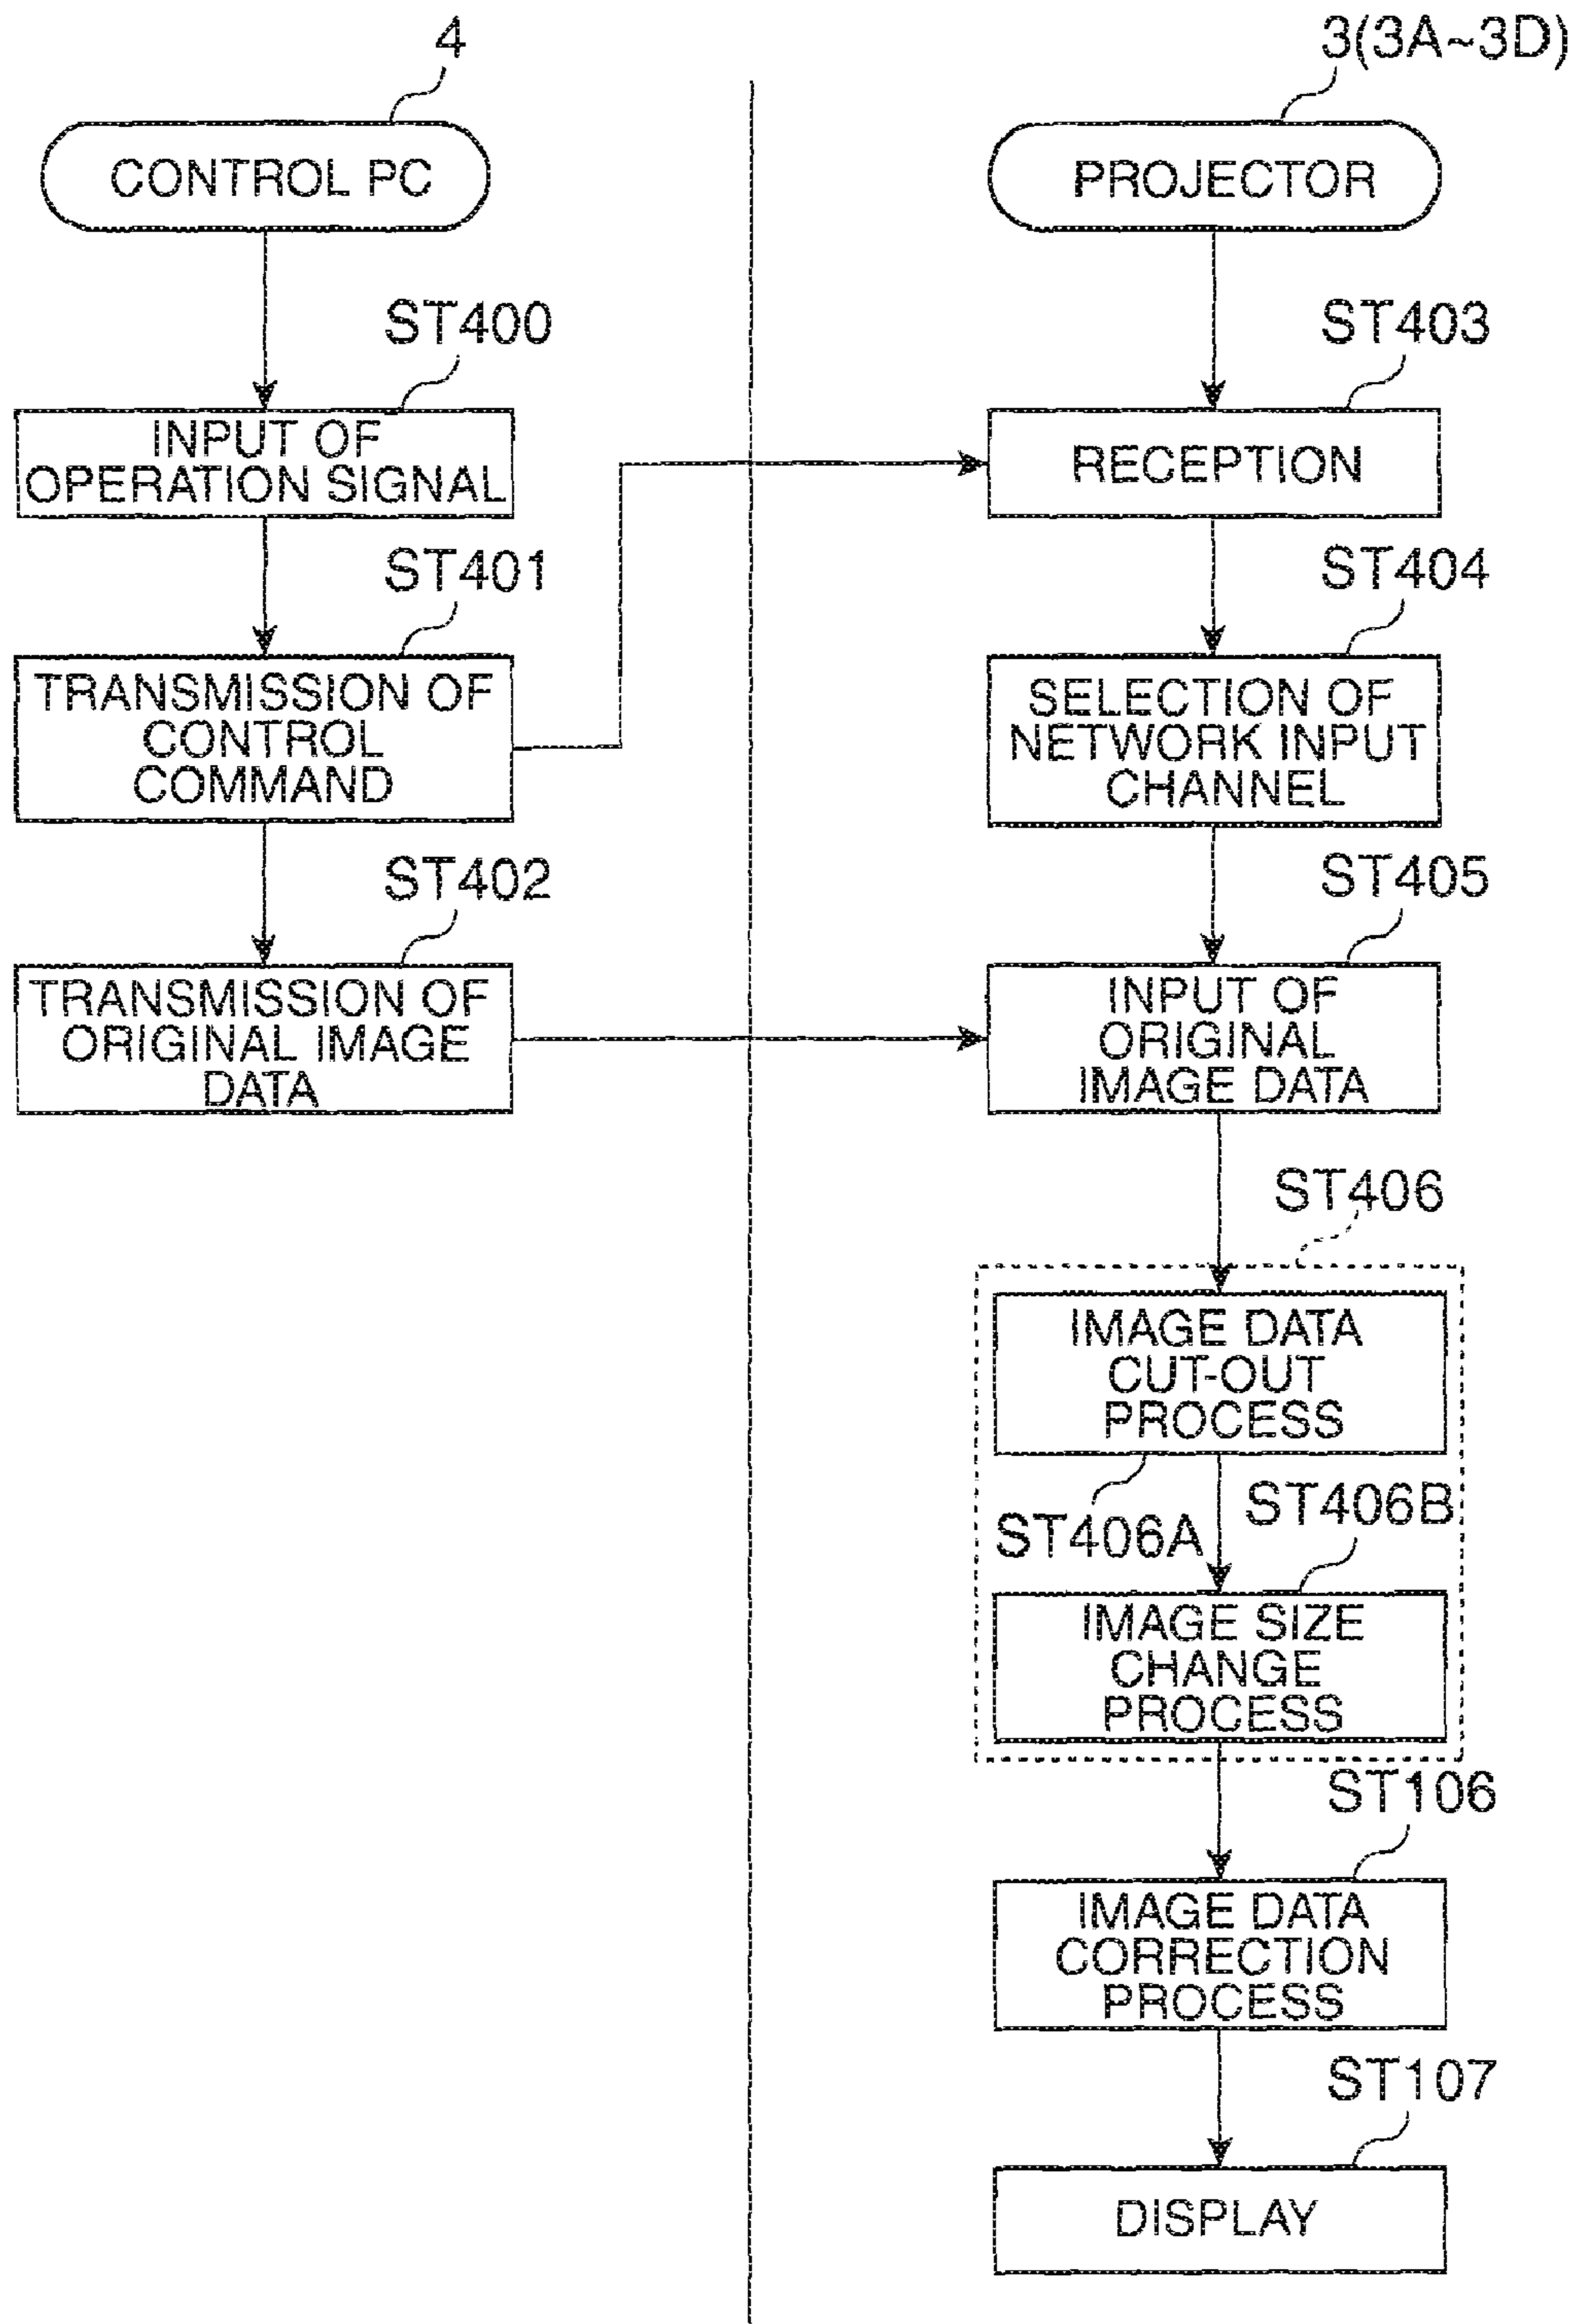 4
CONTROL PC
ST400
INPUT OF
OPERATION SIGNAL
ST401
TRANSMISSION OF
CONTROL
COMMAND
ST402
TRANSMISSION OF
ORIGINAL IMAGE
DATA
3(3A~3D)
PROJECTOR
ST403
RECEPTION
ST404
SELECTION OF
NETWORK INPUT
CHANNEL
ST405
INPUT OF
ORIGINAL
IMAGE DATA
ST406
IMAGE DATA
CUT-OUT
PROCESS
ST406A
ST406B
IMAGE SIZE
CHANGE
PROCESS
ST106
IMAGE DATA
CORRECTION
PROCESS
ST107
DISPLAY